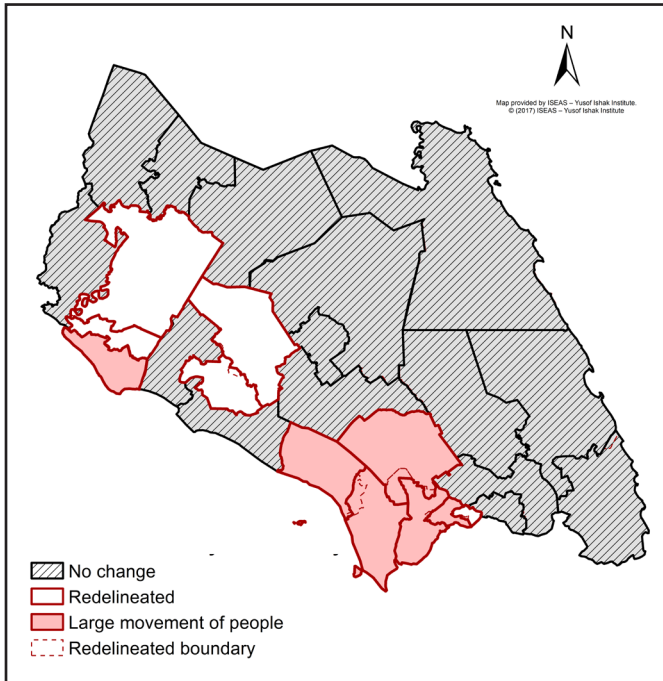 N
Map provided by ISEAS – Yusof Ishak Institute.
© (2017) ISEAS – Yusof Ishak Institute
No change
Redelineated
Large movement of people
Redelineated boundary